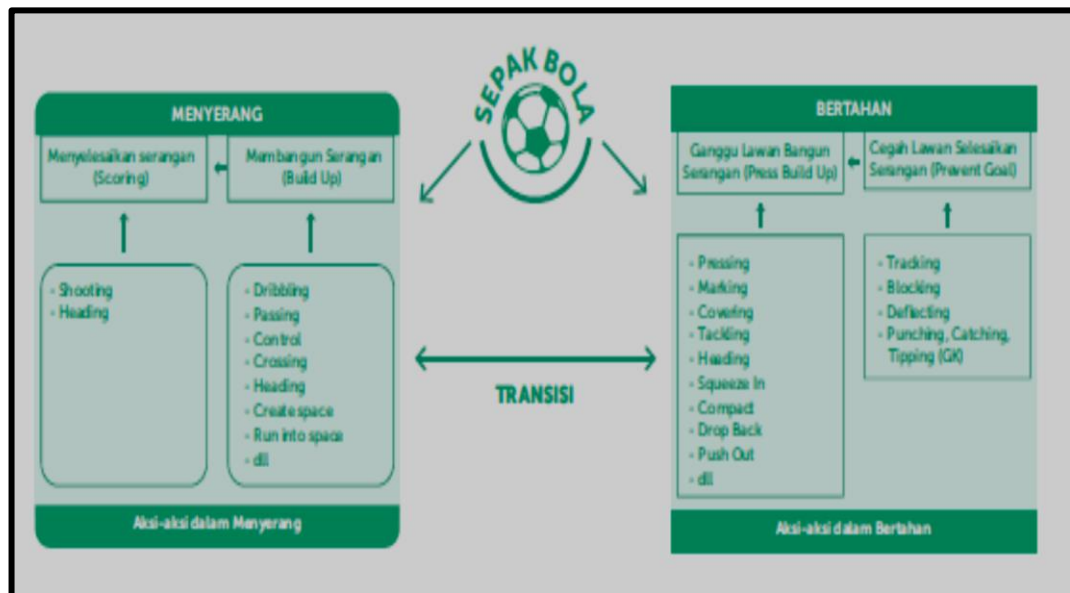 SEPAK BOLA
MENYERANG
Menyelesaikan serangan
(Scoring)
Membangun Serangan
(Build Up)
- Shooting
- Heading
- Dribbling
- Passing
- Control
- Crossing
- Heading
- Create space
- Run into space
- dll
Aksi-aksi dalam Menyerang
TRANSISI
BERTAHAN
Ganggu Lawan Bangun
Serangan (Press Build Up)
Cegah Lawan Selesaikan
Serangan (Prevent Goal)
- Pressing
- Marking
- Covering
- Tackling
- Heading
- Squeeze In
- Compact
- Drop Back
- Push Out
- dll
- Tracking
- Blocking
- Deflecting
- Punching, Catching,
Tipping (GK)
Aksi-aksi dalam Bertahan